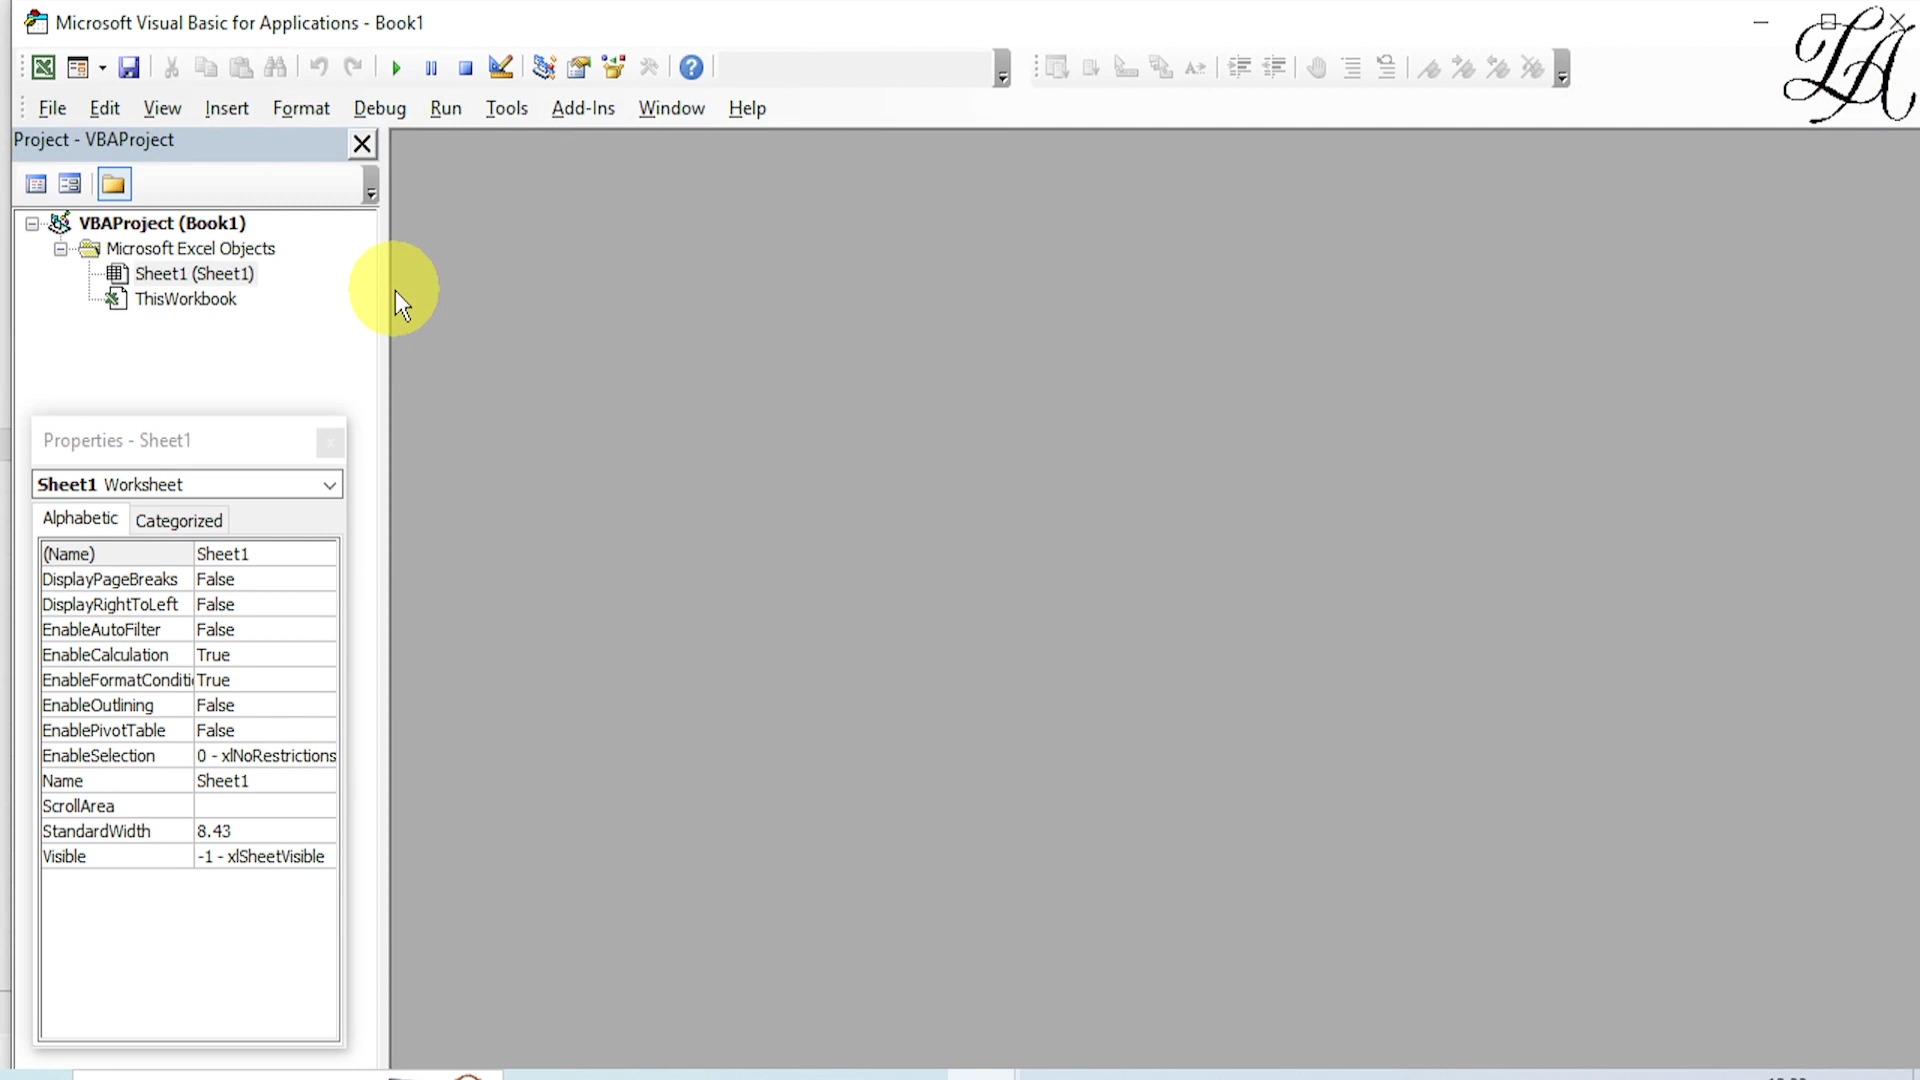 Microsoft Visual Basic for Applications - Book1
LA
File Edit View Insert Format Debug Run Tools Add-Ins Window Help
Project - VBAProject
VBAProject (Book1)
Microsoft Excel Objects
Sheet1 (Sheet1)
ThisWorkbook
Properties - Sheet1
Sheet1 Worksheet
Alphabetic Categorized
(Name) Sheet1
DisplayPageBreaks False
DisplayRightToLeft False
EnableAutoFilter False
EnableCalculation True
EnableFormatConditi True
EnableOutlining False
EnablePivotTable False
EnableSelection 0 - xlNoRestrictions
Name Sheet1
ScrollArea
StandardWidth 8.43
Visible -1 - xlSheetVisible